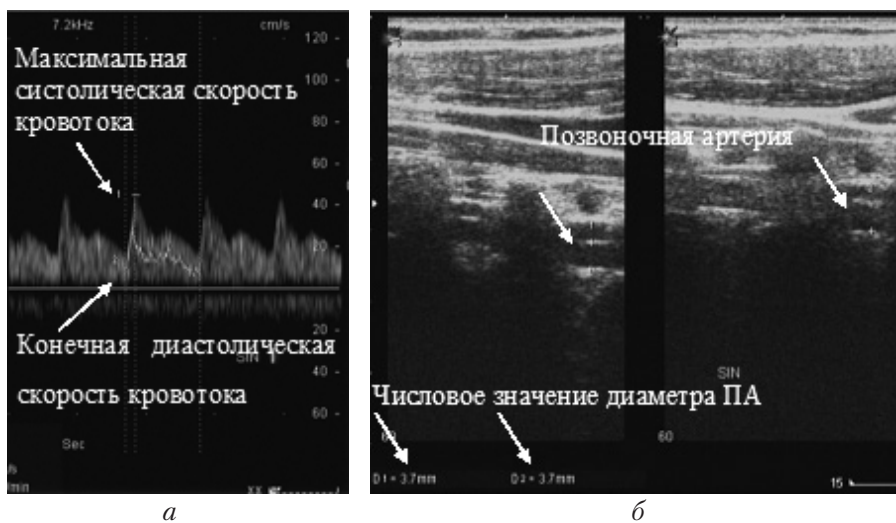 7.2kHz
cm/s
120
Максимальная
систолическая скорость
кровотока
100
80
60
40
20
20
Конечная диастолическая
SIN
40
скорость кровотока
60
Sec
а
Позвоночная артерия
SIN
Числовое значение диаметра ПА
60
D1 = 3.7mm
D2 = 3.7mm
15
б